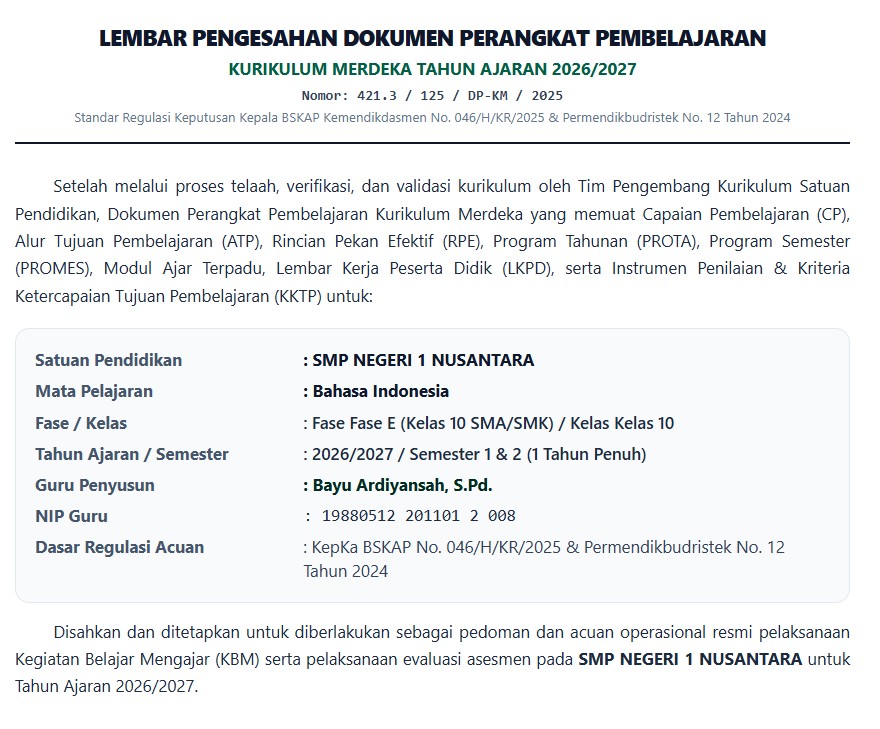 LEMBAR PENGESAHAN DOKUMEN PERANGKAT PEMBELAJARAN
KURIKULUM MERDEKA TAHUN AJARAN 2026/2027
Nomor: 421.3 / 125 / DP-KM / 2025
Standar Regulasi Keputusan Kepala BSKAP Kemendikdasmen No. 046/H/KR/2025 & Permendikbudristek No. 12 Tahun 2024
Setelah melalui proses telaah, verifikasi, dan validasi kurikulum oleh Tim Pengembang Kurikulum Satuan
Pendidikan, Dokumen Perangkat Pembelajaran Kurikulum Merdeka yang memuat Capaian Pembelajaran (CP),
Alur Tujuan Pembelajaran (ATP), Rincian Pekan Efektif (RPE), Program Tahunan (PROTA), Program Semester
(PROMES), Modul Ajar Terpadu, Lembar Kerja Peserta Didik (LKPD), serta Instrumen Penilaian & Kriteria
Ketercapaian Tujuan Pembelajaran (KKTP) untuk:
Satuan Pendidikan : SMP NEGERI 1 NUSANTARA
Mata Pelajaran : Bahasa Indonesia
Fase / Kelas : Fase Fase E (Kelas 10 SMA/SMK) / Kelas Kelas 10
Tahun Ajaran / Semester : 2026/2027 / Semester 1 & 2 (1 Tahun Penuh)
Guru Penyusun : Bayu Ardiyansah, S.Pd.
NIP Guru : 19880512 201101 2 008
Dasar Regulasi Acuan : KepKa BSKAP No. 046/H/KR/2025 & Permendikbudristek No. 12
Tahun 2024
Disahkan dan ditetapkan untuk diberlakukan sebagai pedoman dan acuan operasional resmi pelaksanaan
Kegiatan Belajar Mengajar (KBM) serta pelaksanaan evaluasi asesmen pada SMP NEGERI 1 NUSANTARA untuk
Tahun Ajaran 2026/2027.